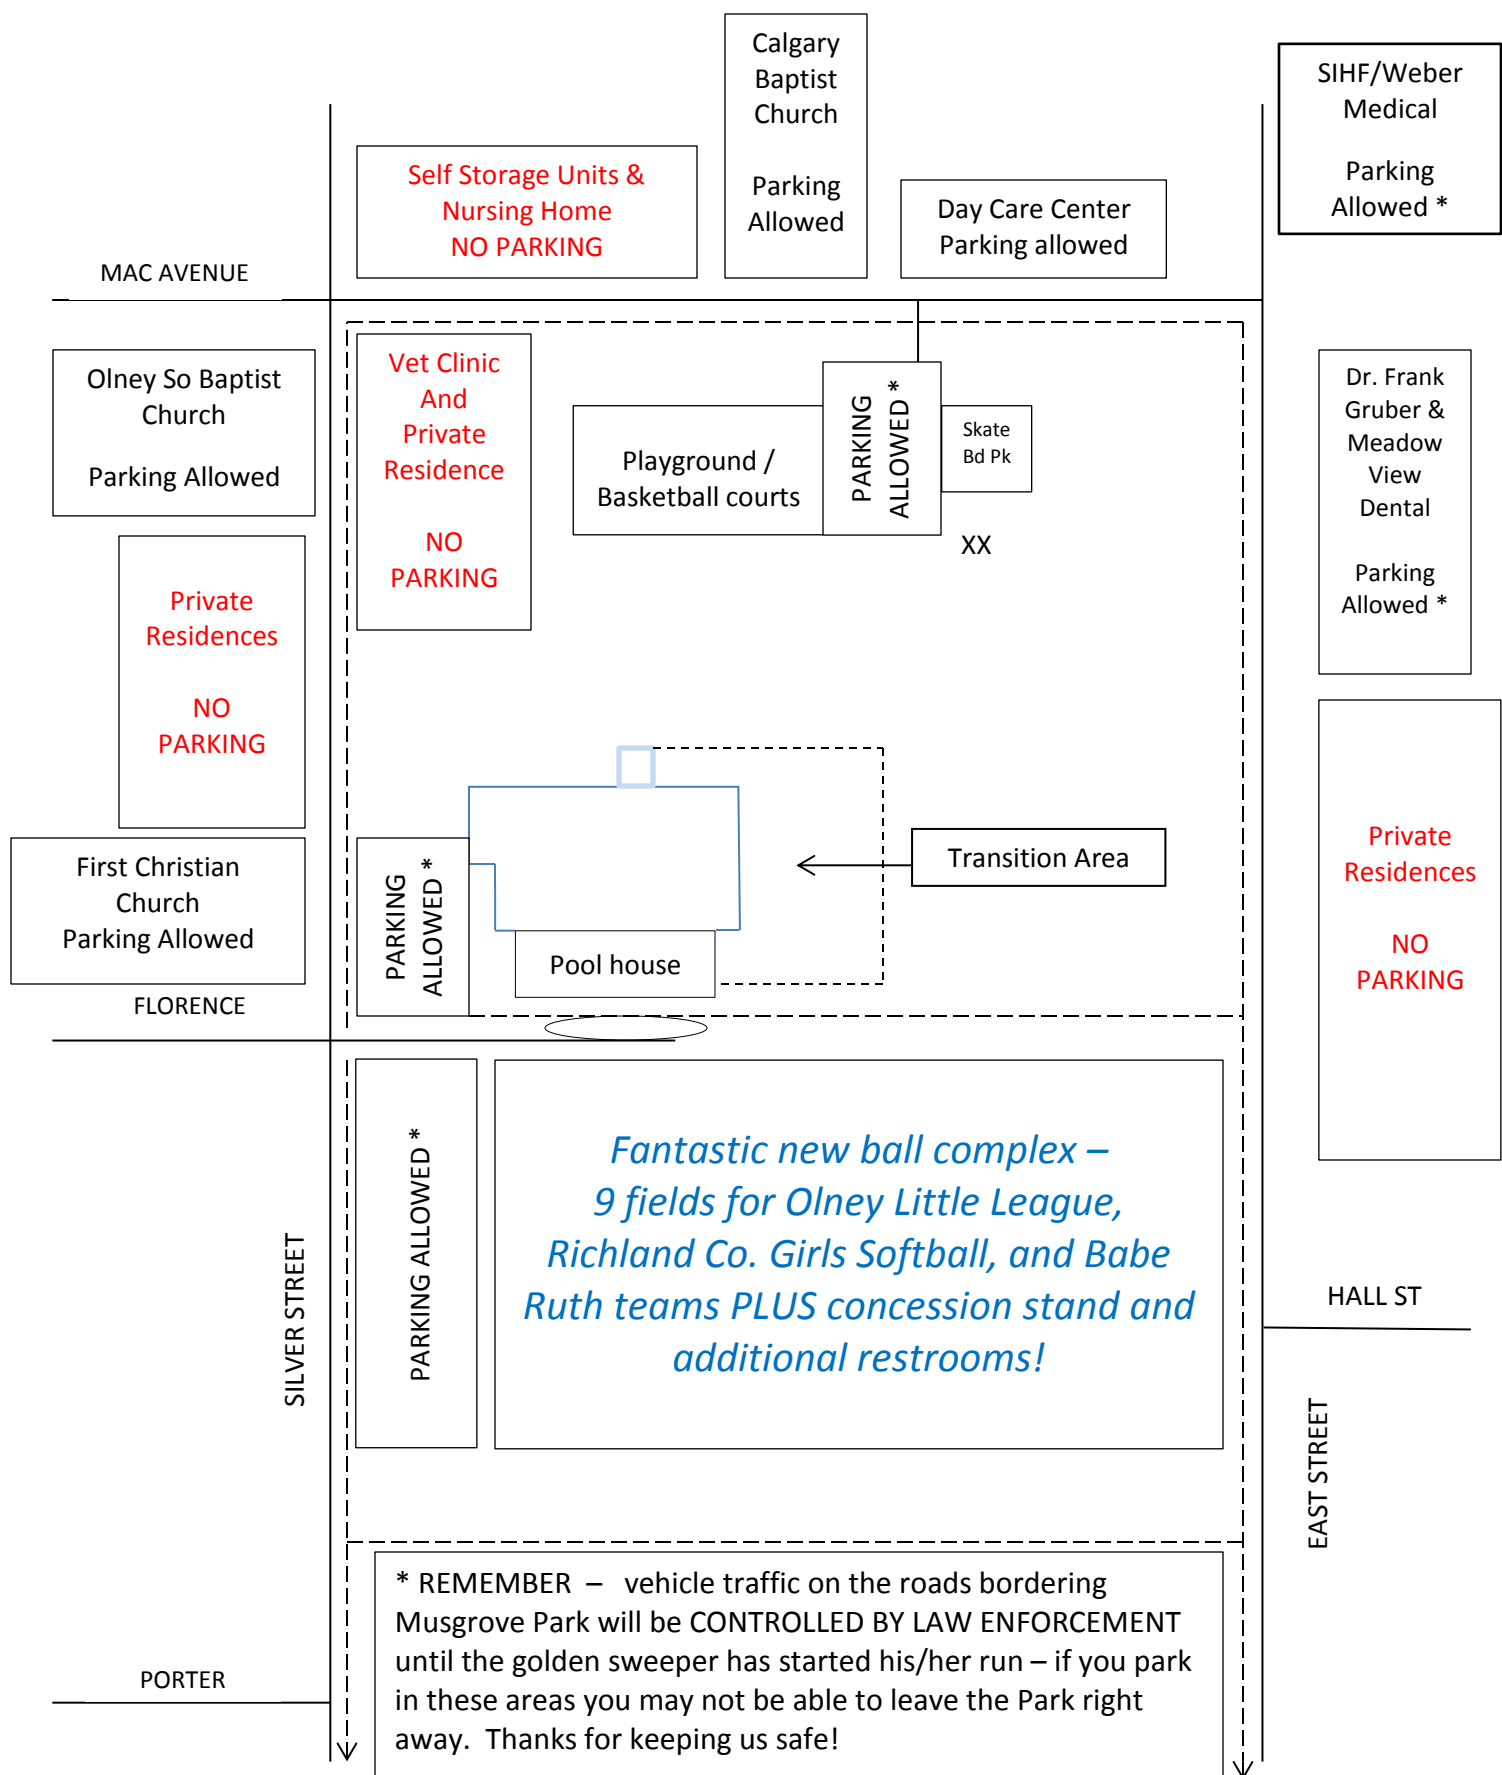 Calgary
Baptist
Church
Parking
Allowed
SIHF/Weber
Medical
Parking
Allowed *
Self Storage Units &
Nursing Home
NO PARKING
Day Care Center
Parking allowed
MAC AVENUE
Olney So Baptist
Church
Parking Allowed
Vet Clinic
And
Private
Residence
NO
PARKING
Playground /
Basketball courts
PARKING
ALLOWED *
Skate
Bd Pk
XX
Dr. Frank
Gruber &
Meadow
View
Dental
Parking
Allowed *
Private
Residences
NO
PARKING
First Christian
Church
Parking Allowed
FLORENCE
PARKING
ALLOWED *
Pool house
Transition Area
Private
Residences
NO
PARKING
SILVER STREET
PARKING ALLOWED *
Fantastic new ball complex –
9 fields for Olney Little League,
Richland Co. Girls Softball, and Babe
Ruth teams PLUS concession stand and
additional restrooms!
HALL ST
EAST STREET
* REMEMBER – vehicle traffic on the roads bordering
Musgrove Park will be CONTROLLED BY LAW ENFORCEMENT
until the golden sweeper has started his/her run – if you park
in these areas you may not be able to leave the Park right
away. Thanks for keeping us safe!
PORTER